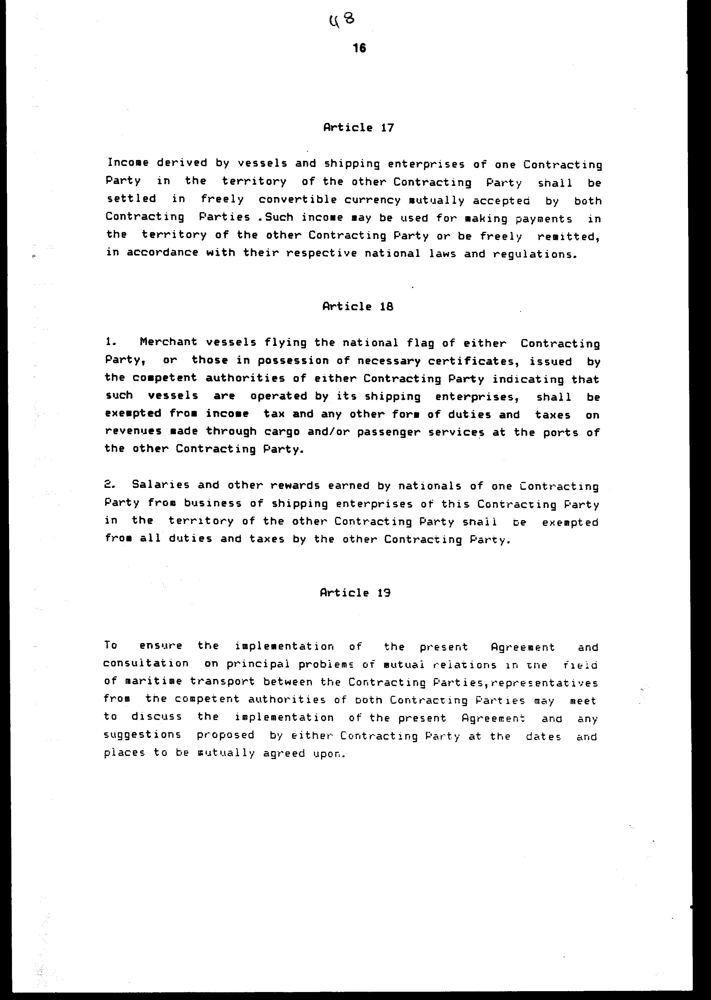 48
16
Article 17
Income derived by vessels and shipping enterprises of one Contracting
Party in the territory of the other Contracting Party shall be
settled in freely convertible currency mutually accepted by both
Contracting Parties .Such income may be used for making payments in
the territory of the other Contracting Party or be freely remitted,
in accordance with their respective national laws and regulations.
Article 18
1. Merchant vessels flying the national flag of either Contracting
Party, or those in possession of necessary certificates, issued by
the competent authorities of either Contracting Party indicating that
such vessels are operated by its shipping enterprises, shall be
exempted from income tax and any other form of duties and taxes on
revenues made through cargo and/or passenger services at the ports of
the other Contracting Party.
2. Salaries and other rewards earned by nationals of one Contracting
Party from business of shipping enterprises of this Contracting Party
in the territory of the other Contracting Party shall be exempted
from all duties and taxes by the other Contracting Party.
Article 19
To ensure the implementation of the present Agreement and
consultation on principal problems of mutual relations in the field
of maritime transport between the Contracting Parties,representatives
from the competent authorities of both Contracting Parties may meet
to discuss the implementation of the present Agreement and any
suggestions proposed by either Contracting Party at the dates and
places to be mutually agreed upon.